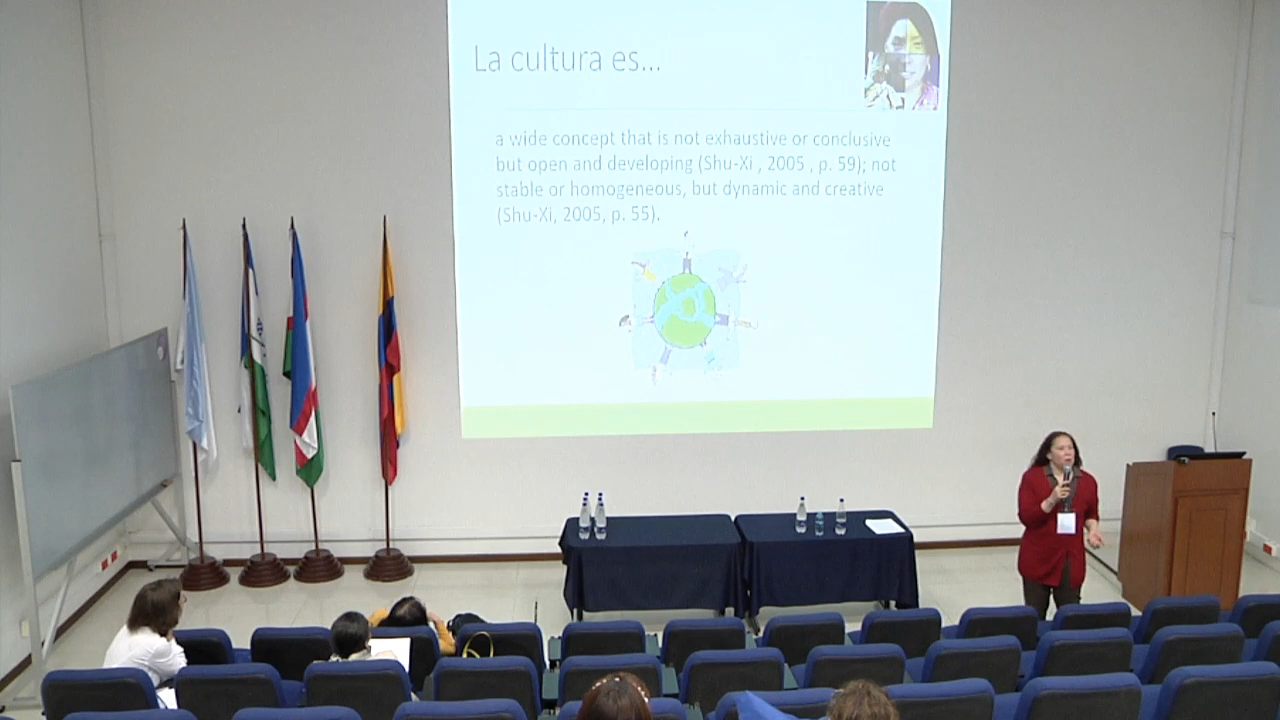 La cultura es...
a wide concept that is not exhaustive or conclusive
but open and developing (Shu-Xi , 2005 , p. 59); not
stable or homogeneous, but dynamic and creative
(Shu-Xi, 2005, p. 55).